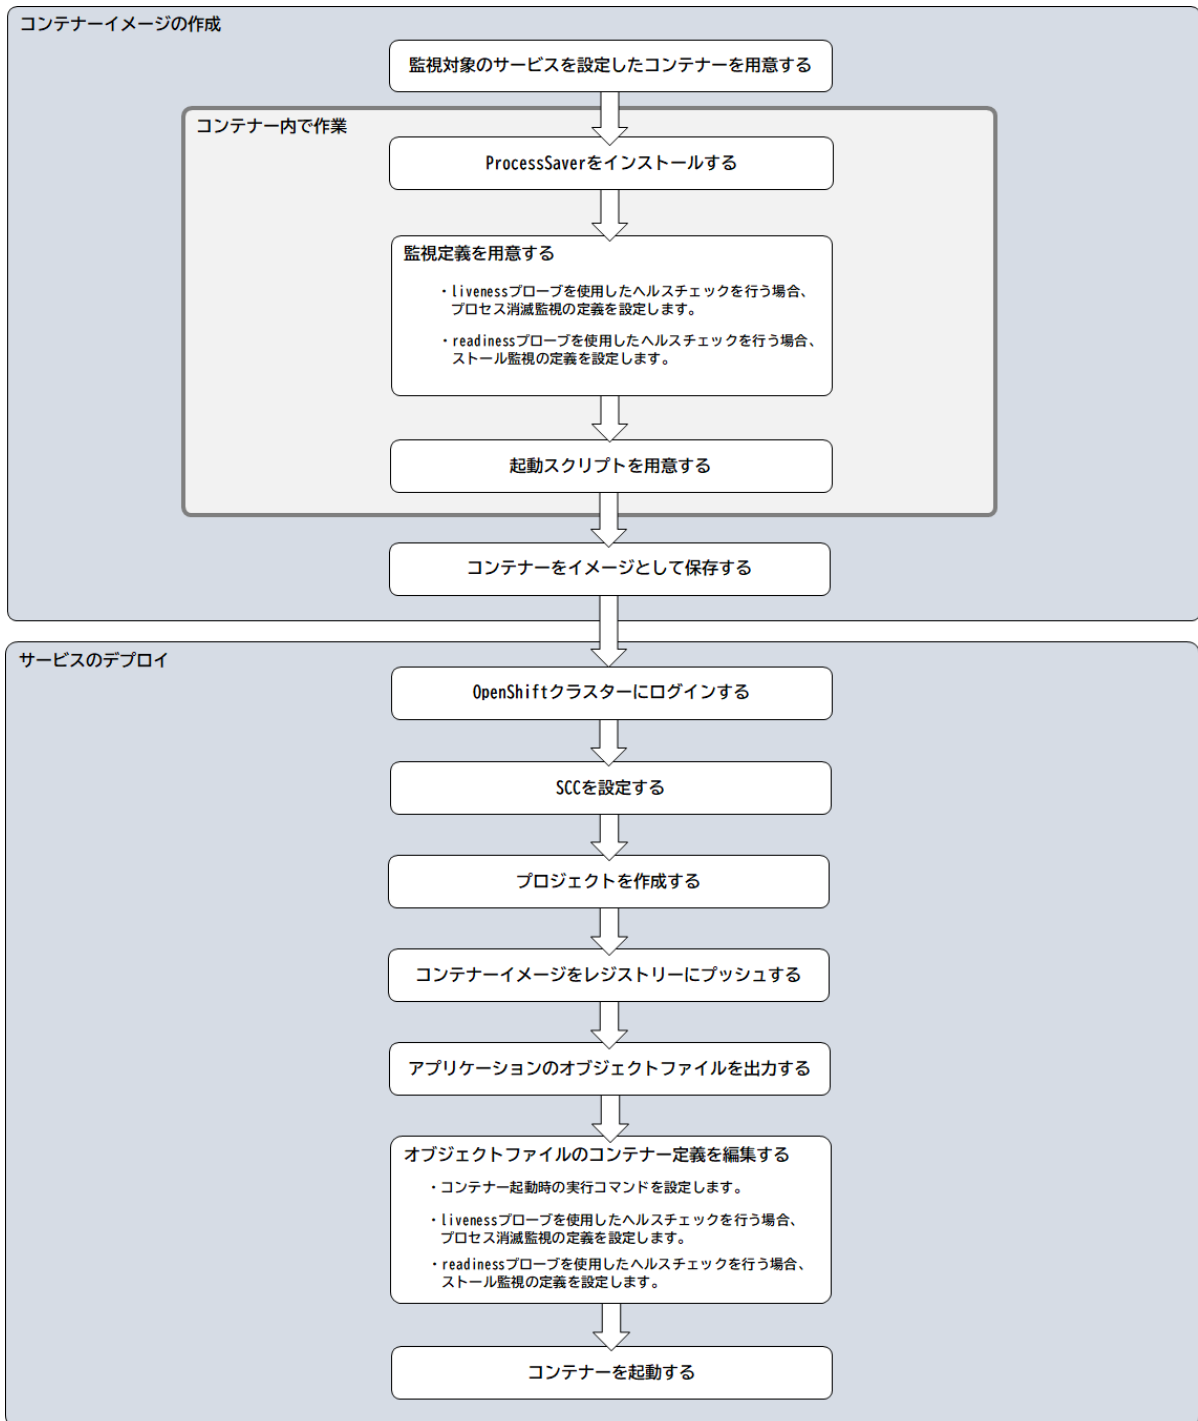 コンテナーイメージの作成
監視対象のサービスを設定したコンテナーを用意する
コンテナー内で作業
ProcessSaverをインストールする
監視定義を用意する
・livenessプローブを使用したヘルスチェックを行う場合、
プロセス消滅監視の定義を設定します。
・readinessプローブを使用したヘルスチェックを行う場合、
ストール監視の定義を設定します。
起動スクリプトを用意する
コンテナーをイメージとして保存する
サービスのデプロイ
OpenShiftクラスターにログインする
SCCを設定する
プロジェクトを作成する
コンテナーイメージをレジストリーにプッシュする
アプリケーションのオブジェクトファイルを出力する
オブジェクトファイルのコンテナー定義を編集する
・コンテナー起動時の実行コマンドを設定します。
・livenessプローブを使用したヘルスチェックを行う場合、
プロセス消滅監視の定義を設定します。
・readinessプローブを使用したヘルスチェックを行う場合、
ストール監視の定義を設定します。
コンテナーを起動する